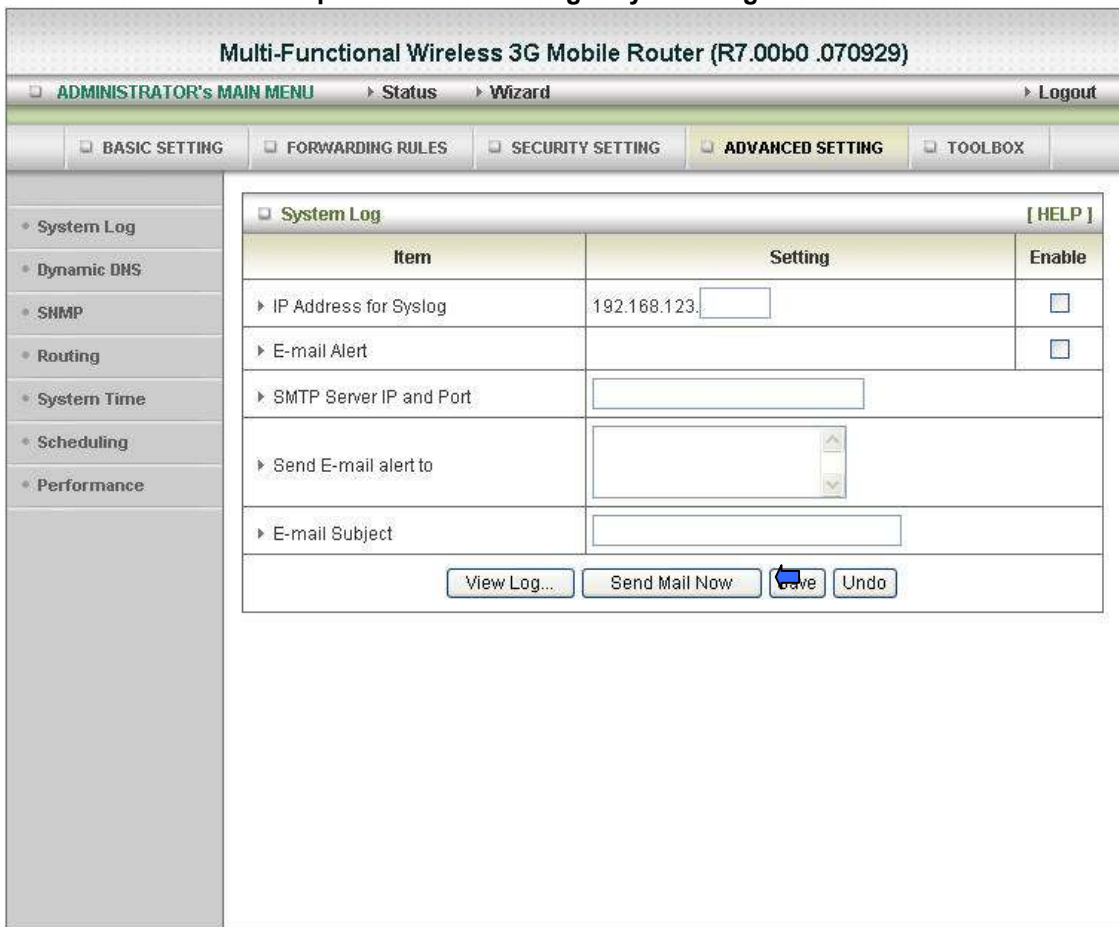 Multi-Functional Wireless 3G Mobile Router (R7.00b0 .070929)
ADMINISTRATOR's MAIN MENU Status Wizard Logout
BASIC SETTING FORWARDING RULES SECURITY SETTING ADVANCED SETTING TOOLBOX
System Log
Dynamic DNS
SNMP
Routing
System Time
Scheduling
Performance
System Log [ HELP ]
Item Setting Enable
IP Address for Syslog 192.168.123.
E-mail Alert
SMTP Server IP and Port
Send E-mail alert to
E-mail Subject
View Log... Send Mail Now Save Undo